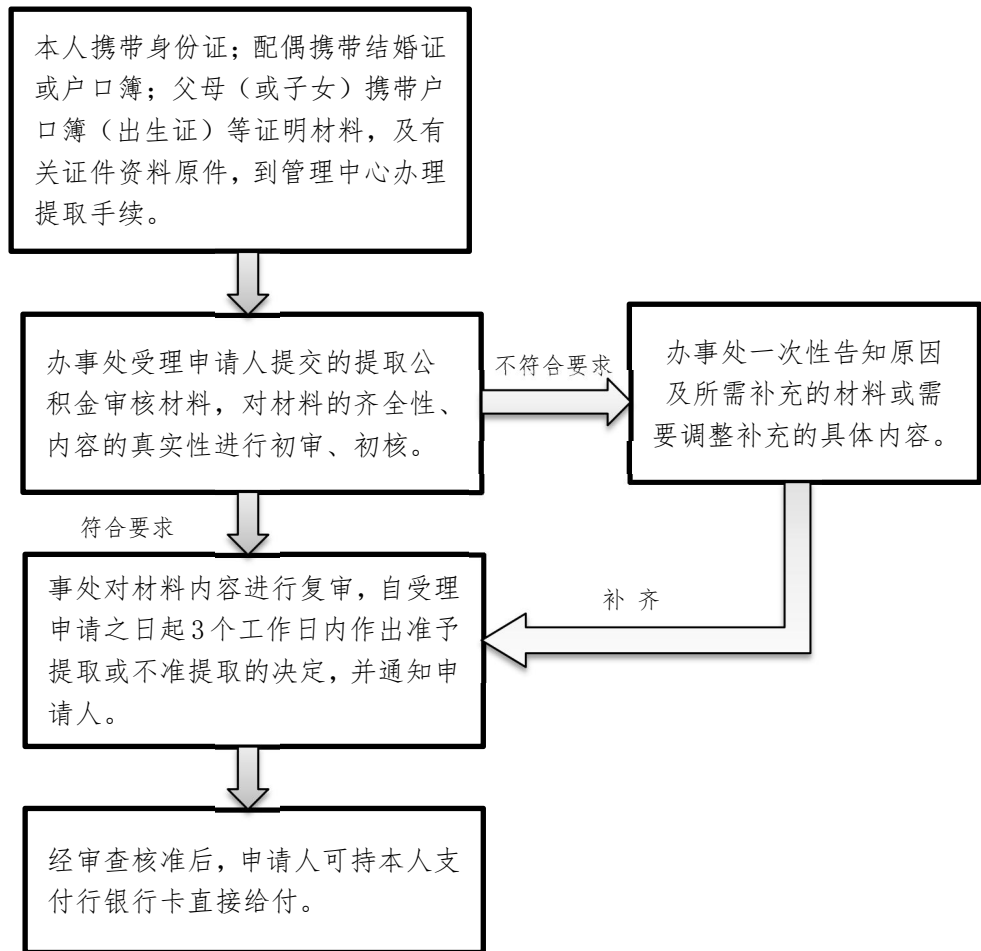 本人携带身份证；配偶携带结婚证
或户口簿；父母（或子女）携带户
口簿（出生证）等证明材料，及有
关证件资料原件，到管理中心办理
提取手续。
办事处受理申请人提交的提取公
积金审核材料，对材料的齐全性、
内容的真实性进行初审、初核。
不符合要求
办事处一次性告知原因
及所需补充的材料或需
要调整补充的具体内容。
符合要求
事处对材料内容进行复审，自受理
申请之日起3个工作日内作出准予
提取或不准提取的决定，并通知申
请人。
补 齐
经审查核准后，申请人可持本人支
付行银行卡直接给付。